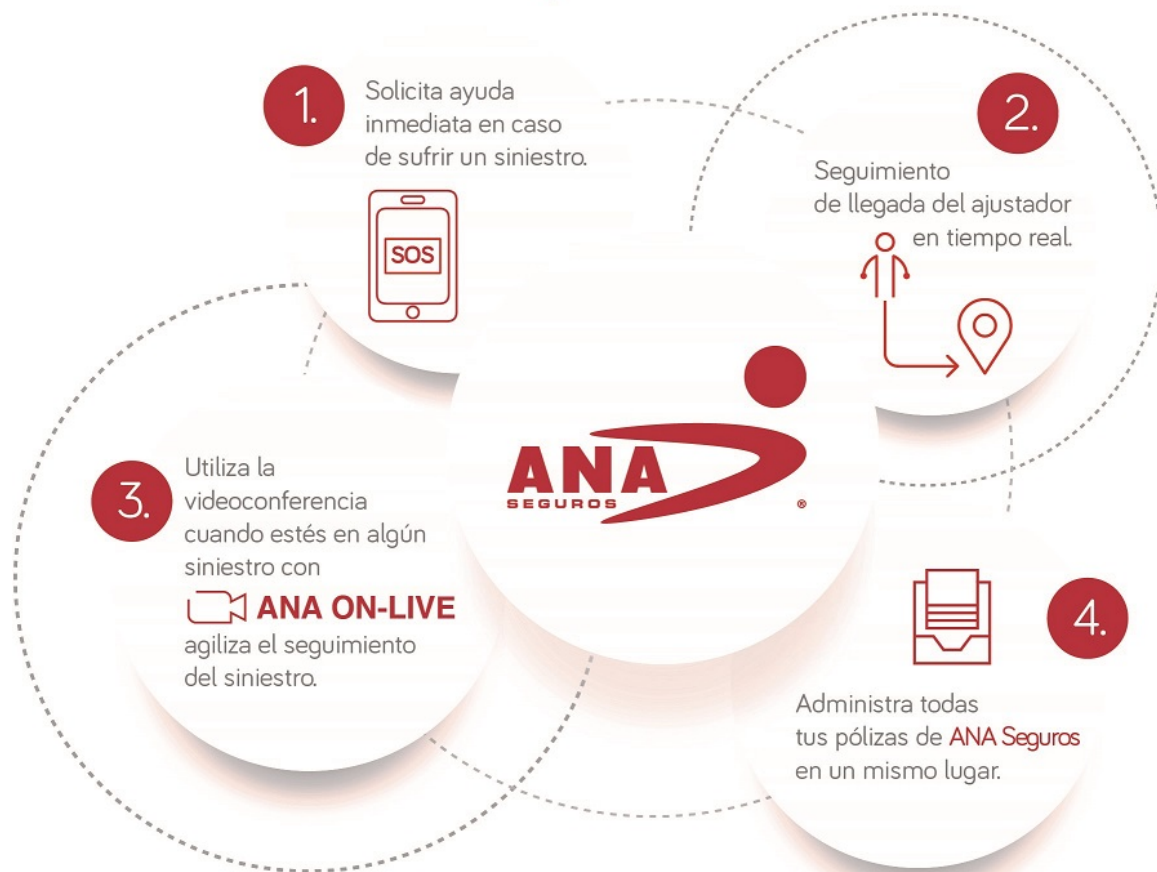 1.
Solicita ayuda
inmediata en caso
de sufrir un siniestro.
SOS
2.
Seguimiento
de llegada del ajustador
en tiempo real.
ANA
SEGUROS
®
3.
Utiliza la
videoconferencia
cuando estés en algún
siniestro con
ANA ON-LIVE
agiliza el seguimiento
del siniestro.
4.
Administra todas
tus pólizas de ANA Seguros
en un mismo lugar.